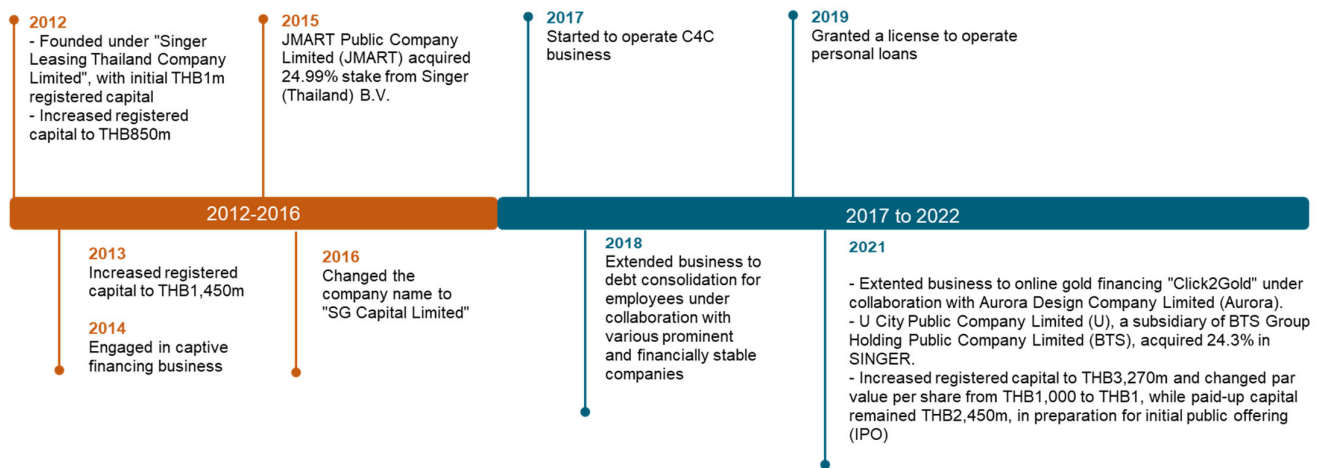 2012
- Founded under "Singer
Leasing Thailand Company
Limited", with initial THB1m
registered capital
- Increased registered
capital to THB850m
2015
JMART Public Company
Limited (JMART) acquired
24.99% stake from Singer
(Thailand) B.V.
2017
Started to operate C4C
business
2019
Granted a license to operate
personal loans
2012-2016
2017 to 2022
2013
Increased registered
capital to THB1,450m
2014
Engaged in captive
financing business
2016
Changed the
company name to
"SG Capital Limited"
2018
Extended business to
debt consolidation for
employees under
collaboration with
various prominent
and financially stable
companies
2021
- Extented business to online gold financing "Click2Gold" under
collaboration with Aurora Design Company Limited (Aurora).
- U City Public Company Limited (U), a subsidiary of BTS Group
Holding Public Company Limited (BTS), acquired 24.3% in
SINGER.
- Increased registered capital to THB3,270m and changed par
value per share from THB1,000 to THB1, while paid-up capital
remained THB2,450m, in preparation for initial public offering
(IPO)